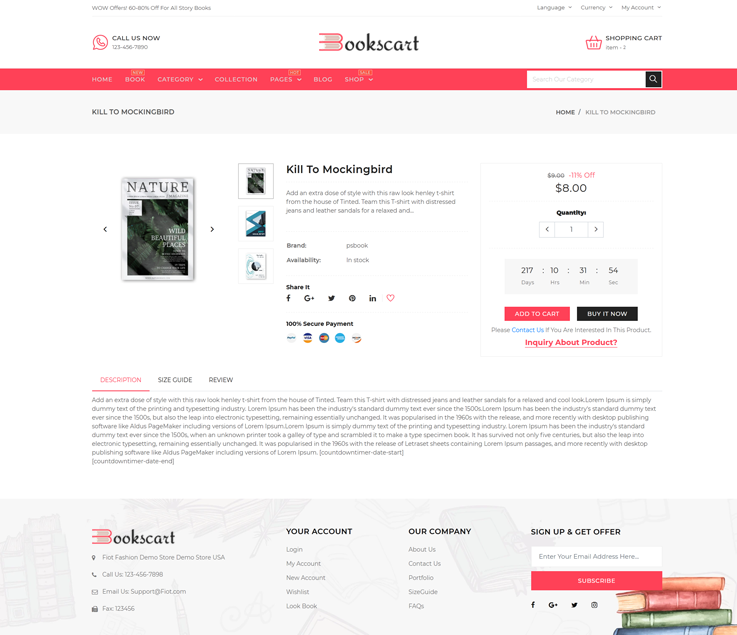 WOW Offers! 60-80% Off For All Story Books
Language Currency My Account
CALL US NOW
123-456-7890
Bookscart
SHOPPING CART
item - 2
NEW HOT SALE
HOME BOOK CATEGORY COLLECTION PAGES BLOG SHOP
Search Our Category
KILL TO MOCKINGBIRD
HOME / KILL TO MOCKINGBIRD
NATURE
WILD
BEAUTIFUL
PLACES
Kill To Mockingbird
Add an extra dose of style with this raw look henley t-shirt
from the house of Tinted. Team this T-shirt with distressed
jeans and leather sandals for a relaxed and...
Brand: psbook
Availability: In stock
Share It
100% Secure Payment
$9.00 -11% Off
$8.00
Quantity:
1
217 : 10 : 31 : 54
Days Hrs Min Sec
ADD TO CART BUY IT NOW
Please Contact Us If You Are Interested In This Product.
Inquiry About Product?
DESCRIPTION SIZE GUIDE REVIEW
Add an extra dose of style with this raw look henley t-shirt from the house of Tinted. Team this T-shirt with distressed jeans and leather sandals for a relaxed and cool look.Lorem Ipsum is simply
dummy text of the printing and typesetting industry. Lorem Ipsum has been the industry's standard dummy text ever since the 1500s.Lorem Ipsum has been the industry's standard dummy text
ever since the 1500s, but also the leap into electronic typesetting, remaining essentially unchanged. It was popularised in the 1960s with the release, and more recently with desktop publishing
software like Aldus PageMaker including versions of Lorem Ipsum.Lorem Ipsum is simply dummy text of the printing and typesetting industry. Lorem Ipsum has been the industry's standard
dummy text ever since the 1500s, when an unknown printer took a galley of type and scrambled it to make a type specimen book. It has survived not only five centuries, but also the leap into
electronic typesetting, remaining essentially unchanged. It was popularised in the 1960s with the release of Letraset sheets containing Lorem Ipsum passages, and more recently with desktop
publishing software like Aldus PageMaker including versions of Lorem Ipsum. [countdowntimer-date-start]
[countdowntimer-date-end]
Bookscart
Fiot Fashion Demo Store Demo Store USA
Call Us: 123-456-7898
Email Us: Support@Fiot.com
Fax: 123456
YOUR ACCOUNT
Login
My Account
New Account
Wishlist
Look Book
OUR COMPANY
About Us
Contact Us
Portfolio
SizeGuide
FAQs
SIGN UP & GET OFFER
Enter Your Email Address Here...
SUBSCRIBE